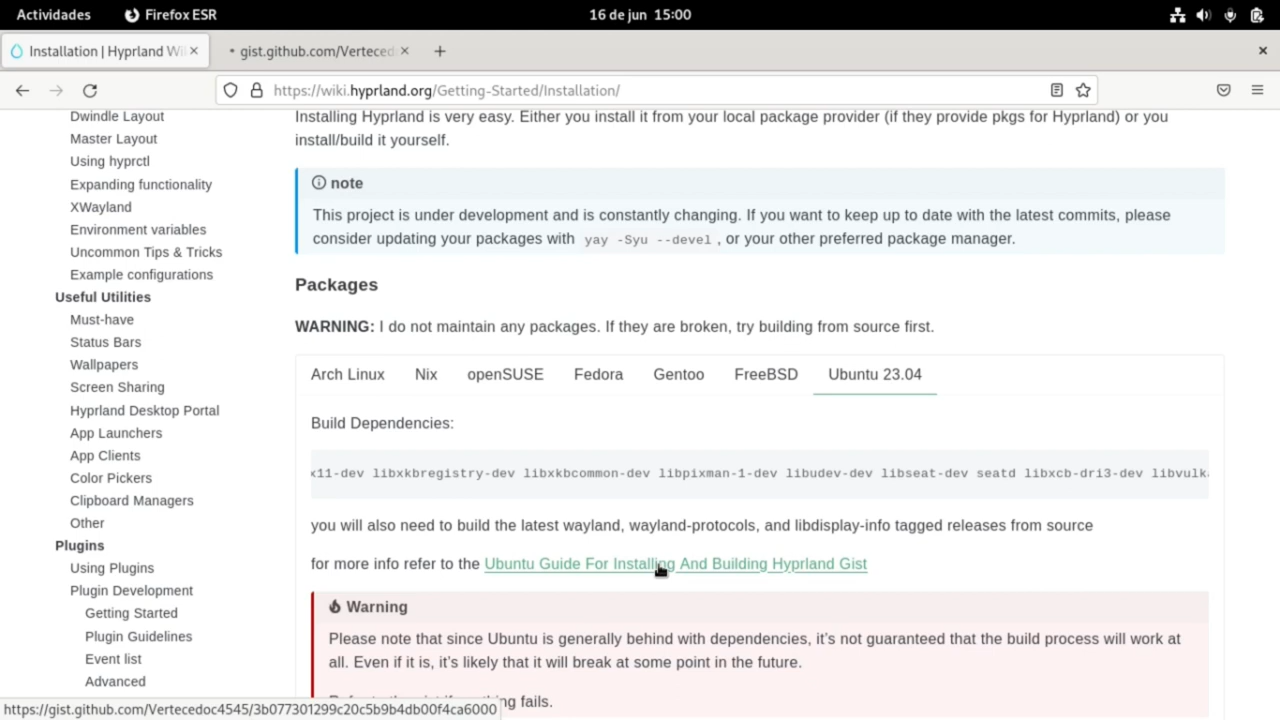 Actividades
Firefox ESR
16 de jun 15:00
Installation | Hyprland Wi
gist.github.com/Verteced
https://wiki.hyprland.org/Getting-Started/Installation/
Dwindle Layout
Master Layout
Using hyprctl
Expanding functionality
XWayland
Environment variables
Uncommon Tips & Tricks
Example configurations
Useful Utilities
Must-have
Status Bars
Wallpapers
Screen Sharing
Hyprland Desktop Portal
App Launchers
App Clients
Color Pickers
Clipboard Managers
Other
Plugins
Using Plugins
Plugin Development
Getting Started
Plugin Guidelines
Event list
Advanced
Installing Hyprland is very easy. Either you install it from your local package provider (if they provide pkgs for Hyprland) or you
install/build it yourself.
note
This project is under development and is constantly changing. If you want to keep up to date with the latest commits, please
consider updating your packages with yay -Syu --devel, or your other preferred package manager.
Packages
WARNING: I do not maintain any packages. If they are broken, try building from source first.
Arch Linux Nix openSUSE Fedora Gentoo FreeBSD Ubuntu 23.04
Build Dependencies:
x11-dev libxkbregistry-dev libxkbcommon-dev libpixman-1-dev libudev-dev libseat-dev seatd libxcb-dri3-dev libvulk
you will also need to build the latest wayland, wayland-protocols, and libdisplay-info tagged releases from source
for more info refer to the Ubuntu Guide For Installing And Building Hyprland Gist
Warning
Please note that since Ubuntu is generally behind with dependencies, it's not guaranteed that the build process will work at
all. Even if it is, it's likely that it will break at some point in the future.
fails.
https://gist.github.com/Vertecedoc4545/3b077301299c20c5b9b4db00f4ca6000